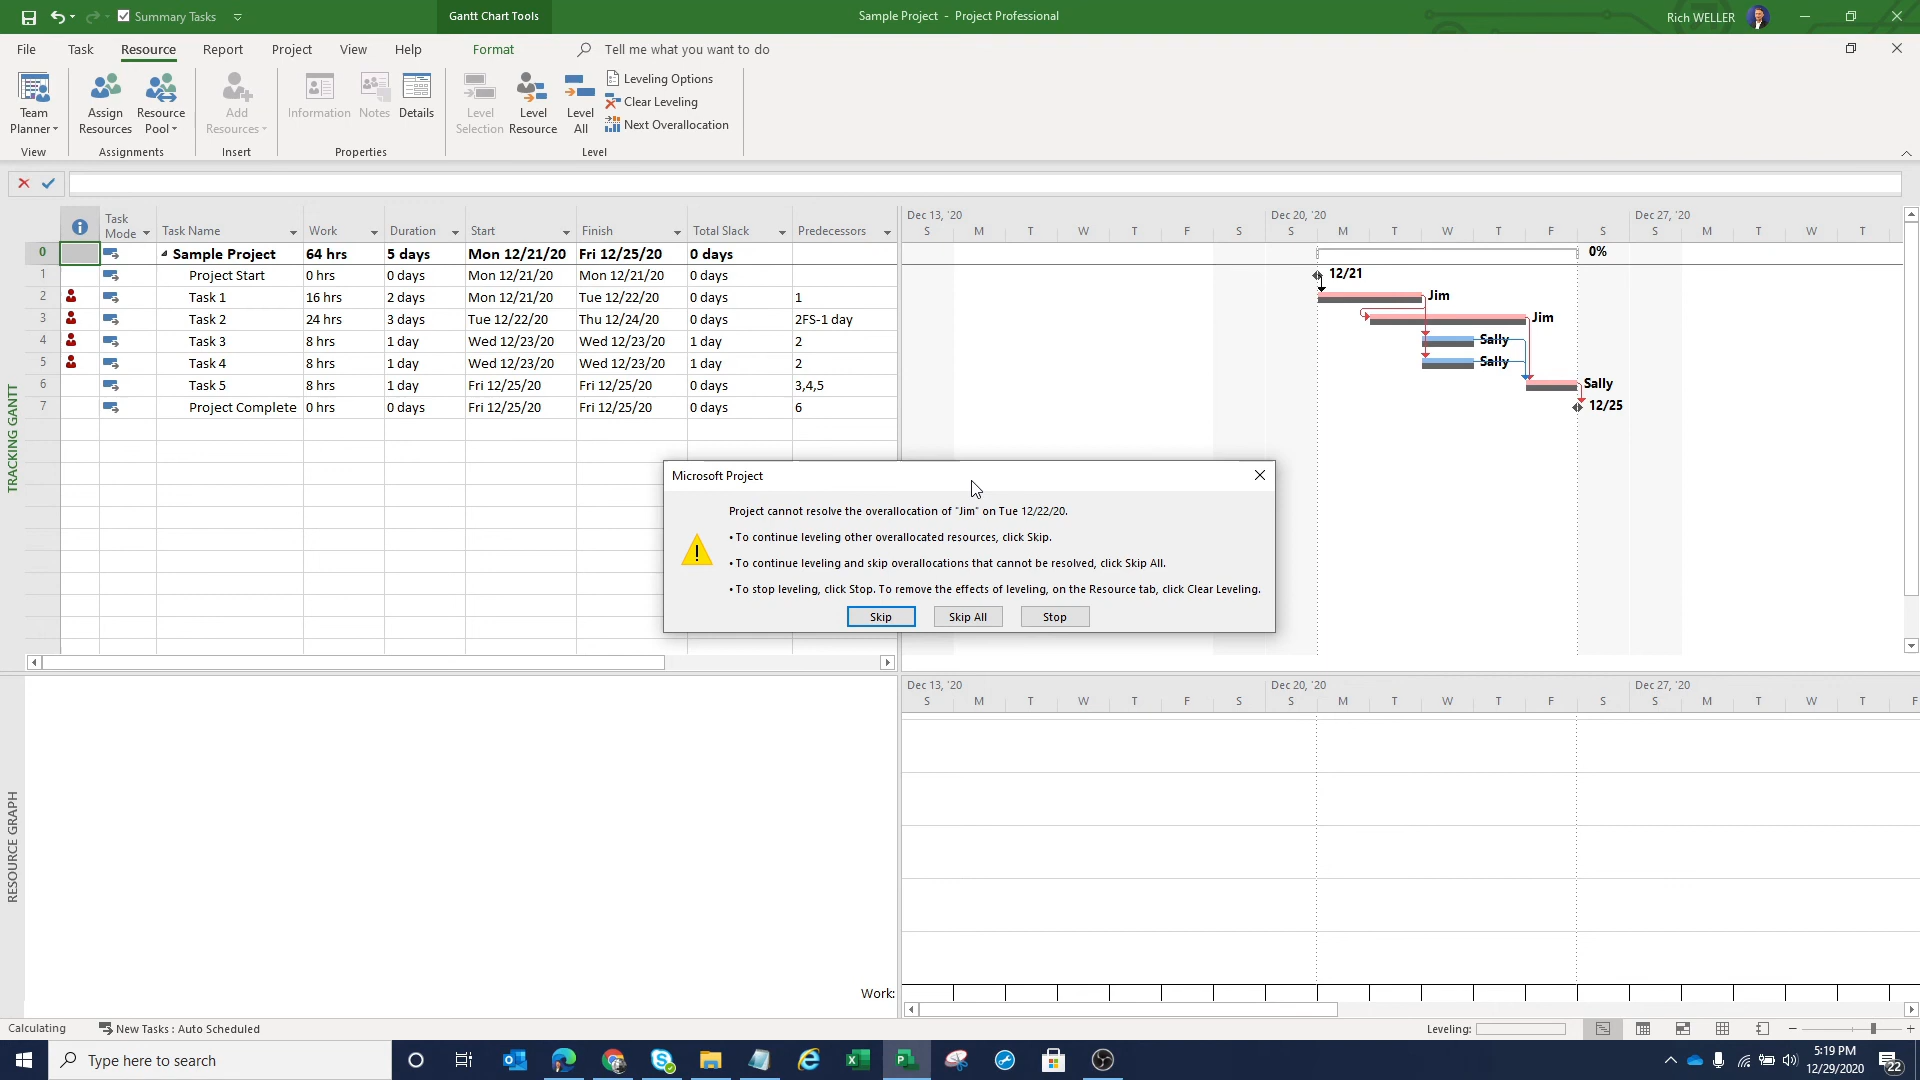 Summary Tasks
Gantt Chart Tools
Sample Project - Project Professional
Rich WELLER
File Task Resource Report Project View Help Format Tell me what you want to do
Team Planner
View
Assign Resources
Resource Pool
Assignments
Add Resources
Insert
Information
Notes
Details
Properties
Level Selection
Level Resource
Level All
Leveling Options
Clear Leveling
Next Overallocation
Level
Task Mode Task Name Work Duration Start Finish Total Slack Predecessors
0 Sample Project 64 hrs 5 days Mon 12/21/20 Fri 12/25/20 0 days
1 Project Start 0 hrs 0 days Mon 12/21/20 Mon 12/21/20 0 days
2 Task 1 16 hrs 2 days Mon 12/21/20 Tue 12/22/20 0 days 1
3 Task 2 24 hrs 3 days Tue 12/22/20 Thu 12/24/20 0 days 2FS-1 day
4 Task 3 8 hrs 1 day Wed 12/23/20 Wed 12/23/20 1 day 2
5 Task 4 8 hrs 1 day Wed 12/23/20 Wed 12/23/20 1 day 2
6 Task 5 8 hrs 1 day Fri 12/25/20 Fri 12/25/20 0 days 3,4,5
7 Project Complete 0 hrs 0 days Fri 12/25/20 Fri 12/25/20 0 days 6
TRACKING GANTT
Dec 13, '20 Dec 20, '20 Dec 27, '20
S M T W T F S S M T W T F S S M T W T
0%
12/21
Jim
Jim
Sally
Sally
Sally
12/25
Microsoft Project
Project cannot resolve the overallocation of "Jim" on Tue 12/22/20.
• To continue leveling other overallocated resources, click Skip.
• To continue leveling and skip overallocations that cannot be resolved, click Skip All.
• To stop leveling, click Stop. To remove the effects of leveling, on the Resource tab, click Clear Leveling.
Skip Skip All Stop
RESOURCE GRAPH
Dec 13, '20 Dec 20, '20 Dec 27, '20
S M T W T F S S M T W T F S S M T W T F
Work:
Calculating New Tasks : Auto Scheduled Leveling:
Type here to search
5:19 PM
12/29/2020
22